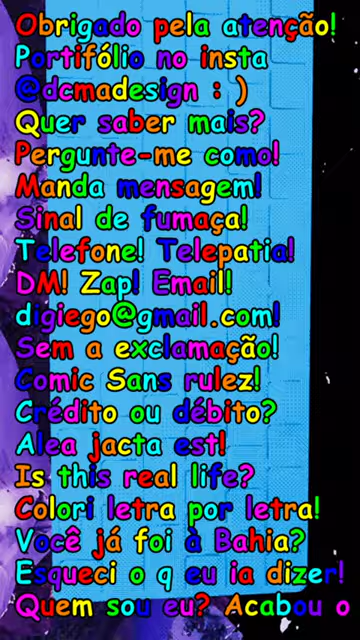 Obrigado pela atenção!
Portifólio no insta
@dcmadesign : )
Quer saber mais?
Pergunte-me como!
Manda mensagem!
Sinal de fumaça!
Telefone! Telepatia!
DM! Zap! Email!
digiego@gmail.com!
Sem a exclamação!
Comic Sans rulez!
Crédito ou débito?
Alea jacta est!
Is this real life?
Colori letra por letra!
Você já foi à Bahia?
Esqueci o q eu ia dizer!
Quem sou eu? Acabou o